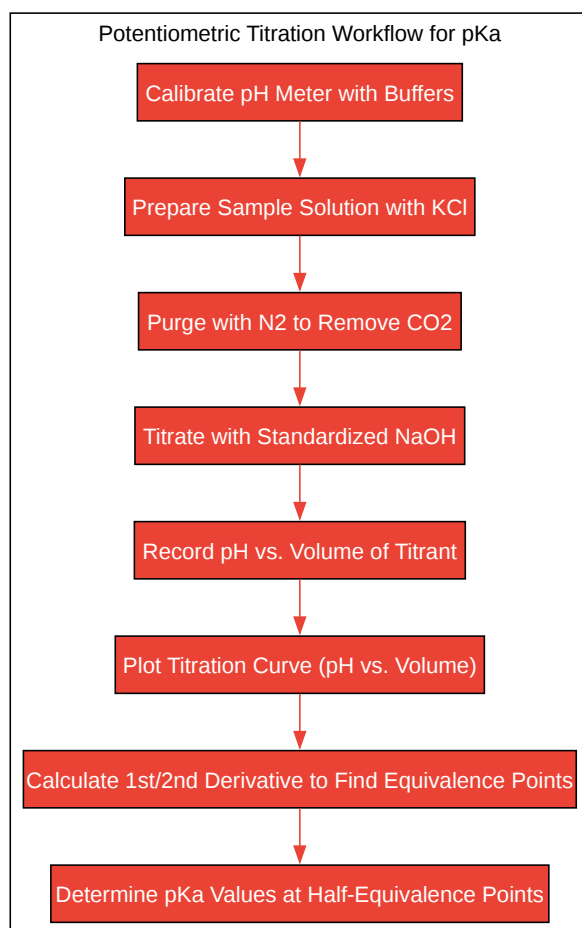 Potentiometric Titration Workflow for pKa
Calibrate pH Meter with Buffers
Prepare Sample Solution with KCl
Purge with N2 to Remove CO2
Titrate with Standardized NaOH
Record pH vs. Volume of Titrant
Plot Titration Curve (pH vs. Volume)
Calculate 1st/2nd Derivative to Find Equivalence Points
Determine pKa Values at Half-Equivalence Points